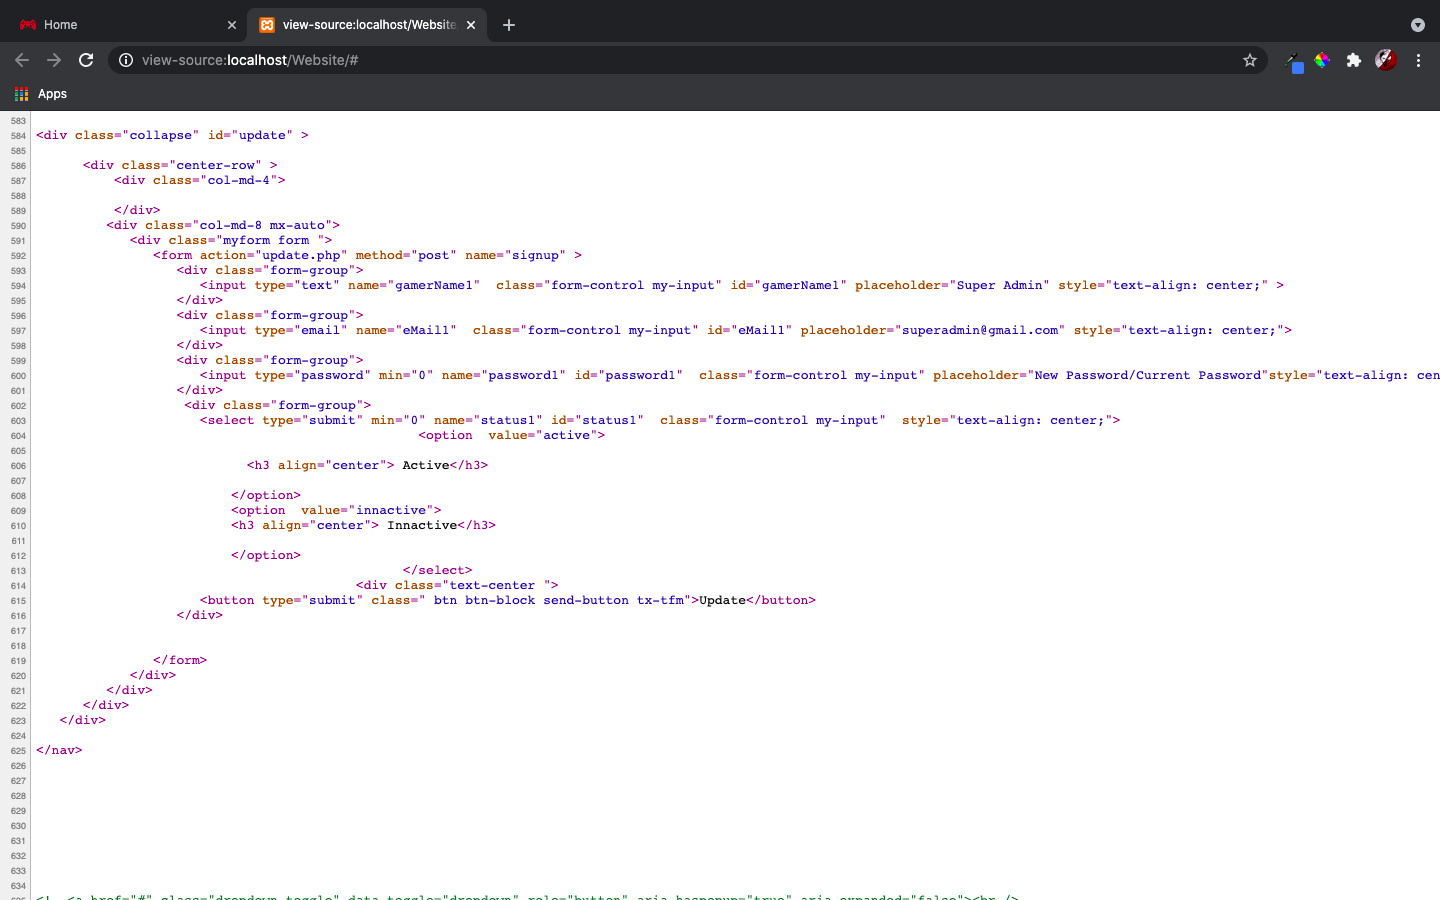 Home
view-source:localhost/Website
view-source:localhost/Website/#
Apps
583
584 <div class="collapse" id="update" >
585
586 <div class="center-row" >
587 <div class="col-md-4">
588
589 </div>
590 <div class="col-md-8 mx-auto">
591 <div class="myform form ">
592 <form action="update.php" method="post" name="signup" >
593 <div class="form-group">
594 <input type="text" name="gamerName1"  class="form-control my-input" id="gamerName1" placeholder="Super Admin" style="text-align: center;" >
595 </div>
596 <div class="form-group">
597 <input type="email" name="eMail1"  class="form-control my-input" id="eMail1" placeholder="superadmin@gmail.com" style="text-align: center;">
598 </div>
599 <div class="form-group">
600 <input type="password" min="0" name="password1" id="password1"  class="form-control my-input" placeholder="New Password/Current Password"style="text-align: cen
601 </div>
602 <div class="form-group">
603 <select type="submit" min="0" name="status1" id="status1"  class="form-control my-input"  style="text-align: center;">
604 <option  value="active">
605
606 <h3 align="center"> Active</h3>
607
608 </option>
609 <option  value="innactive">
610 <h3 align="center"> Innactive</h3>
611
612 </option>
613 </select>
614 <div class="text-center ">
615 <button type="submit" class=" btn btn-block send-button tx-tfm">Update</button>
616 </div>
617
618
619 </form>
620 </div>
621 </div>
622 </div>
623 </div>
624
625 </nav>
626
627
628
629
630
631
632
633
634